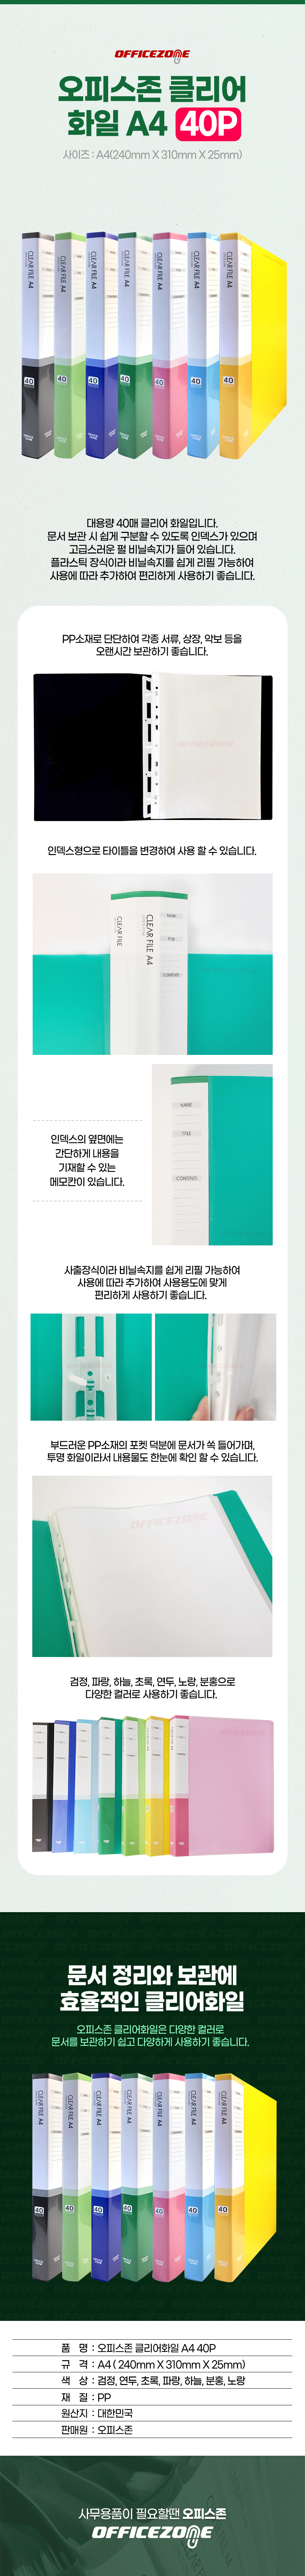 OFFICEZONE
오피스존 클리어
화일 A4 40P
사이즈 : A4(240mm X 310mm X 25mm)
CLEAR FILE A4
CLEAR FILE A4
CLEAR FILE A4
CLEAR FILE A4
CLEAR FILE A4
CLEAR FILE A4
CLEAR FILE A4
40
40
40
40
40
40
40
대용량 40매 클리어 화일입니다.
문서 보관 시 쉽게 구분할 수 있도록 인덱스가 있으며
고급스러운 펄 비닐속지가 들어 있습니다.
플라스틱 장식이라 비닐속지를 쉽게 리필 가능하여
사용에 따라 추가하여 편리하게 사용하기 좋습니다.
PP소재로 단단하여 각종 서류, 상장, 악보 등을
오랜시간 보관하기 좋습니다.
OFFICEZONE
인덱스형으로 타이틀을 변경하여 사용 할 수 있습니다.
CLEAR FILE
CLEAR FILE A4
NAME
TITLE
CONTENTS
인덱스의 옆면에는
간단하게 내용을
기재할 수 있는
메모칸이 있습니다.
NAME
TITLE
CONTENTS
사출장식이라 비닐속지를 쉽게 리필 가능하여
사용에 따라 추가하여 사용용도에 맞게
편리하게 사용하기 좋습니다.
부드러운 PP소재의 포켓 덕분에 문서가 쏙 들어가며,
투명 화일이라서 내용물도 한눈에 확인 할 수 있습니다.
OFFICEZONE
검정, 파랑, 하늘, 초록, 연두, 노랑, 분홍으로
다양한 컬러로 사용하기 좋습니다.
OFFICEZONE
문서 정리와 보관에
효율적인 클리어화일
오피스존 클리어화일은 다양한 컬러로
문서를 보관하기 쉽고 다양하게 사용하기 좋습니다.
CLEAR FILE A4
CLEAR FILE A4
CLEAR FILE A4
CLEAR FILE A4
CLEAR FILE A4
CLEAR FILE A4
CLEAR FILE A4
40
40
40
40
40
40
40
품 명 : 오피스존 클리어화일 A4 40P
규 격 : A4 ( 240mm X 310mm X 25mm)
색 상 : 검정, 연두, 초록, 파랑, 하늘, 분홍, 노랑
재 질 : PP
원산지 : 대한민국
판매원 : 오피스존
사무용품이 필요할땐 오피스존
OFFICEZONE